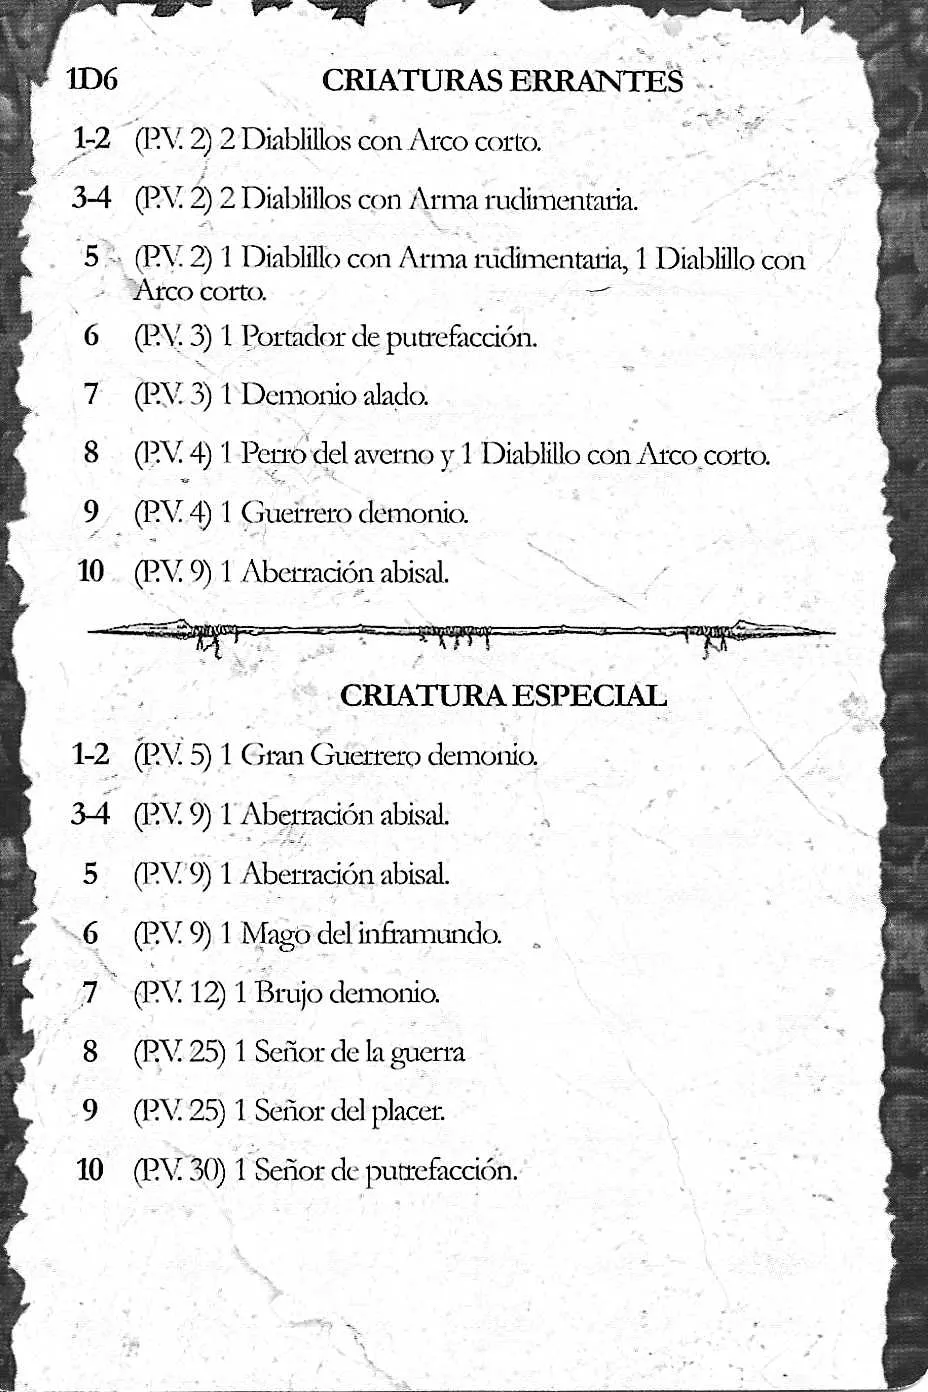 1D6 CRIATURAS ERRANTES
1-2 (P.V. 2) 2 Diablillos con Arco corto.
3-4 (P.V. 2) 2 Diablillos con Arma rudimentaria.
5 (P.V. 2) 1 Diablillo con Arma rudimentaria, 1 Diablillo con
Arco corto.
6 (P.V. 3) 1 Portador de putrefacción.
7 (P.V. 3) 1 Demonio alado.
8 (P.V. 4) 1 Perro del averno y 1 Diablillo con Arco corto.
9 (P.V. 4) 1 Guerrero demonio.
10 (P.V. 9) 1 Aberración abisal.
CRIATURA ESPECIAL
1-2 (P.V. 5) 1 Gran Guerrero demonio.
3-4 (P.V. 9) 1 Aberración abisal.
5 (P.V. 9) 1 Aberración abisal.
6 (P.V. 9) 1 Mago del inframundo.
7 (P.V. 12) 1 Brujo demonio.
8 (P.V. 25) 1 Señor de la guerra
9 (P.V. 25) 1 Señor del placer.
10 (P.V. 30) 1 Señor de putrefacción.